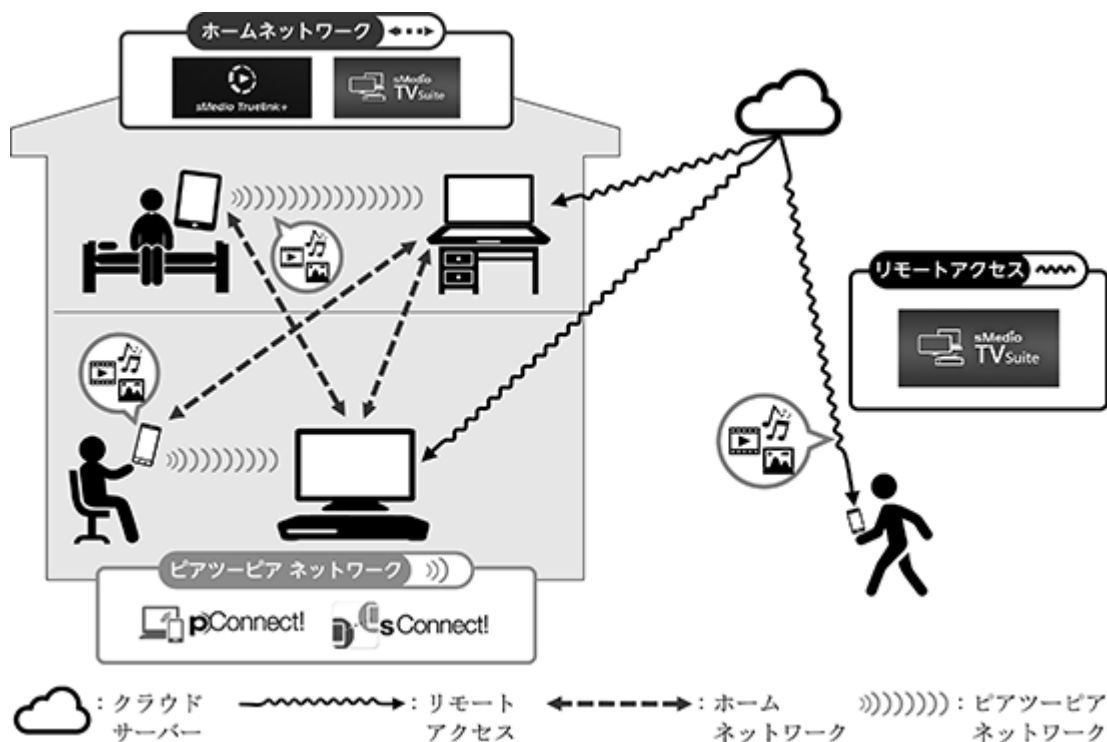 ホームネットワーク
sMedio Truelink+
sMedio
TV Suite
リモートアクセス
sMedio
TV Suite
ピアツーピア ネットワーク
pConnect!
sConnect!
：クラウド
サーバー
：リモート
アクセス
：ホーム
ネットワーク
：ピアツーピア
ネットワーク